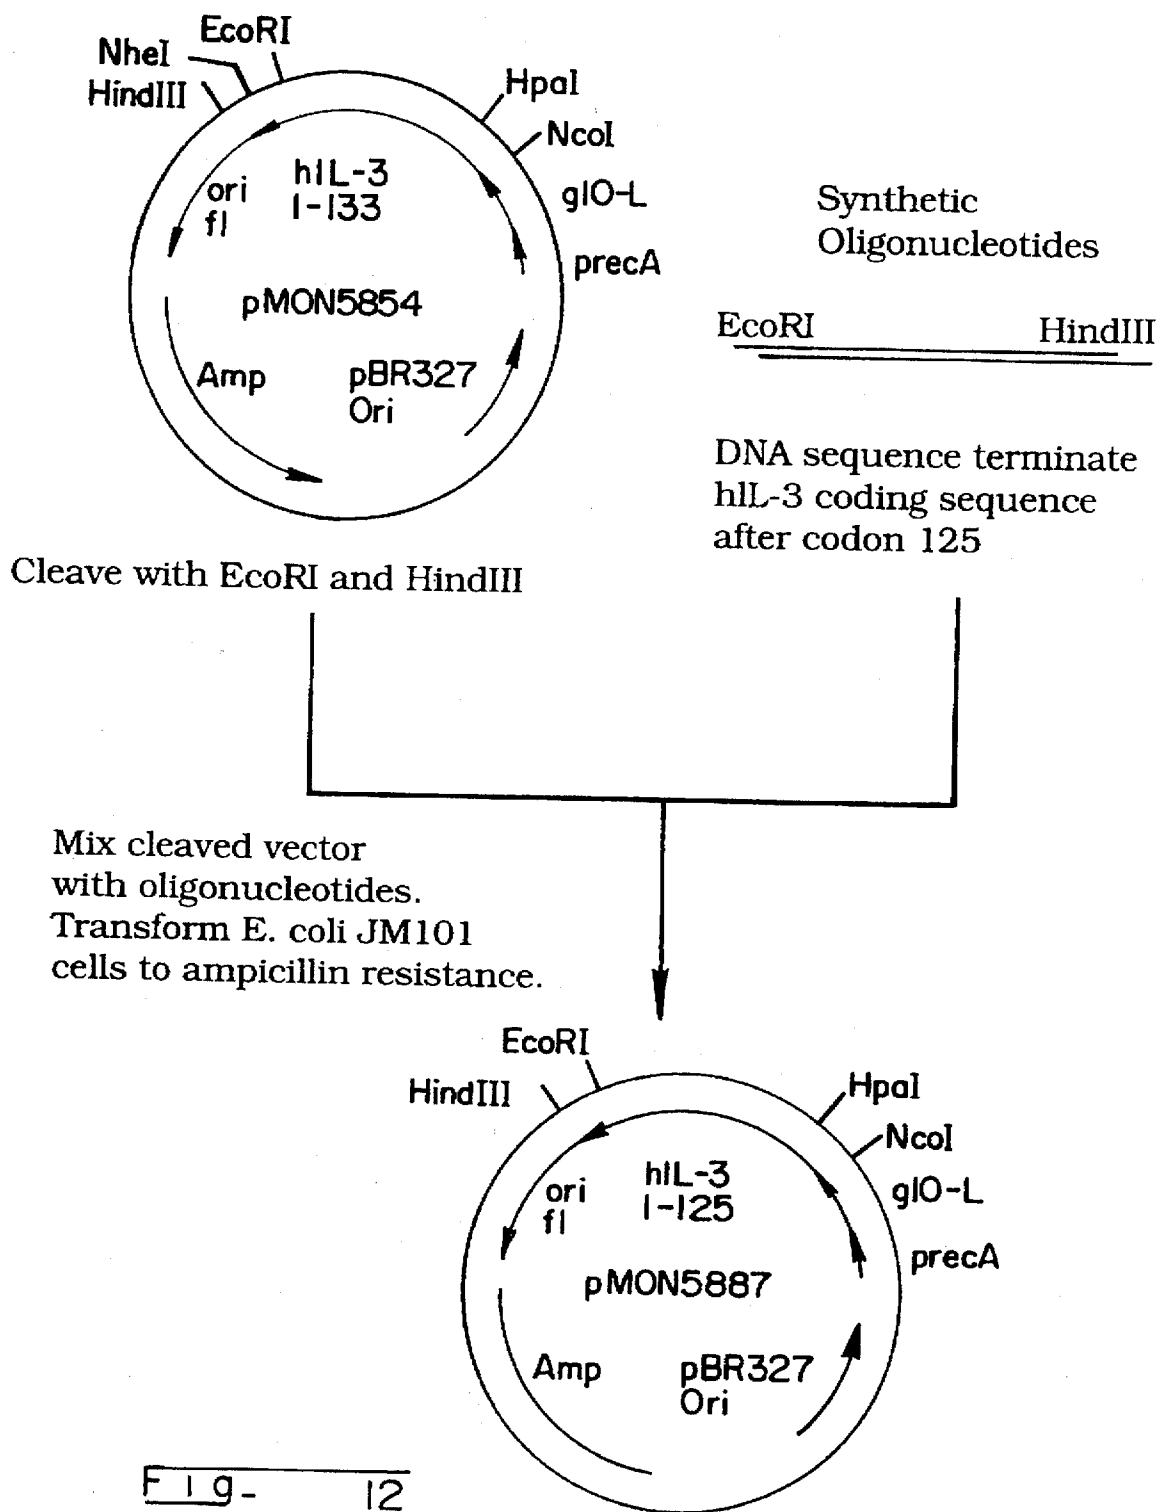 EcoRI
NheI
HindIII
HpaI
NcoI
g10-L
precA
ori
f1
hIL-3
1-133
pMON5854
Amp
pBR327
Ori
Synthetic
Oligonucleotides
EcoRI HindIII
DNA sequence terminate
hIL-3 coding sequence
after codon 125
Cleave with EcoRI and HindIII
Mix cleaved vector
with oligonucleotides.
Transform E. coli JM101
cells to ampicillin resistance.
EcoRI
HindIII
HpaI
NcoI
g10-L
precA
ori
f1
hIL-3
1-125
pMON5887
Amp
pBR327
Ori
Fig- 12